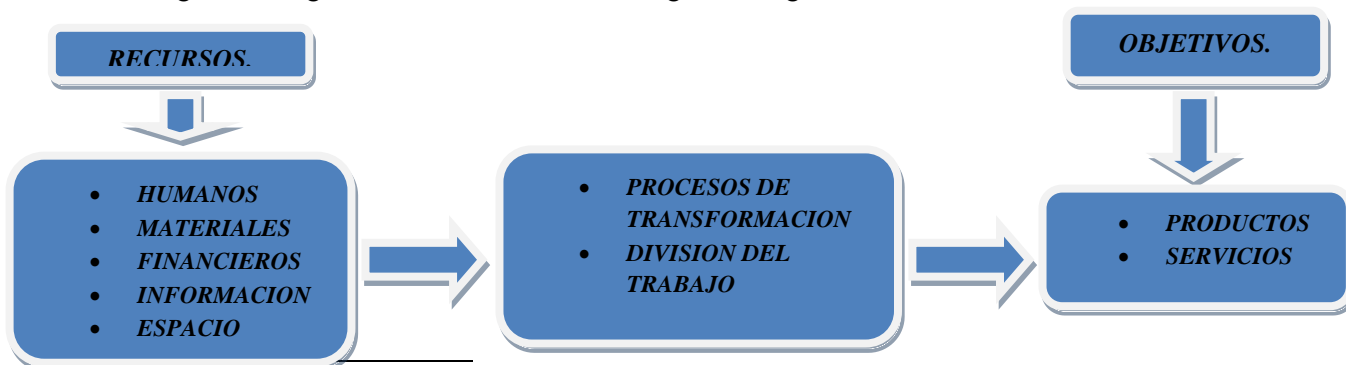 RECURSOS.
OBJETIVOS.
• HUMANOS
• MATERIALES
• FINANCIEROS
• INFORMACION
• ESPACIO
• PROCESOS DE
TRANSFORMACION
• DIVISION DEL
TRABAJO
• PRODUCTOS
• SERVICIOS